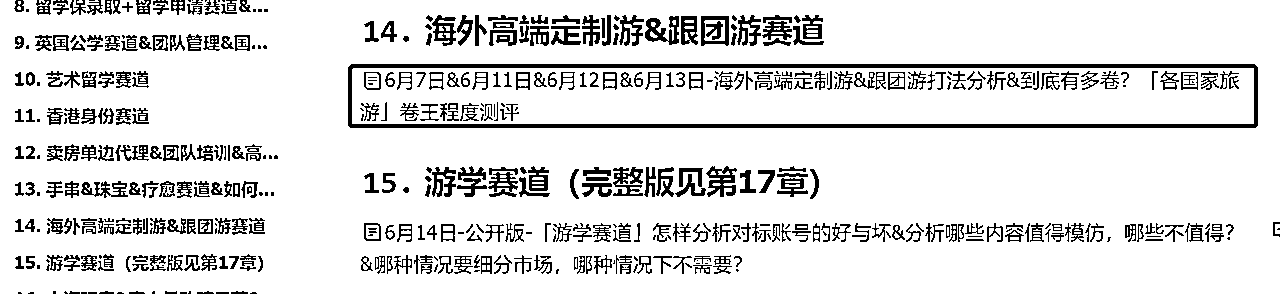 8. 留学保录取+留学申请赛道&...
9. 英国公学赛道&团队管理&国...
10. 艺术留学赛道
11. 香港身份赛道
12. 卖房单边代理&团队培训&高...
13. 手串&珠宝&疗愈赛道&如何...
14. 海外高端定制游&跟团游赛道
15. 游学赛道（完整版见第17章）
14. 海外高端定制游&跟团游赛道
6月7日&6月11日&6月12日&6月13日-海外高端定制游&跟团游打法分析&到底有多卷？「各国家旅
游」卷王程度测评
15. 游学赛道（完整版见第17章）
6月14日-公开版-「游学赛道」怎样分析对标账号的好与坏&分析哪些内容值得模仿，哪些不值得？
&哪种情况要细分市场，哪种情况下不需要？